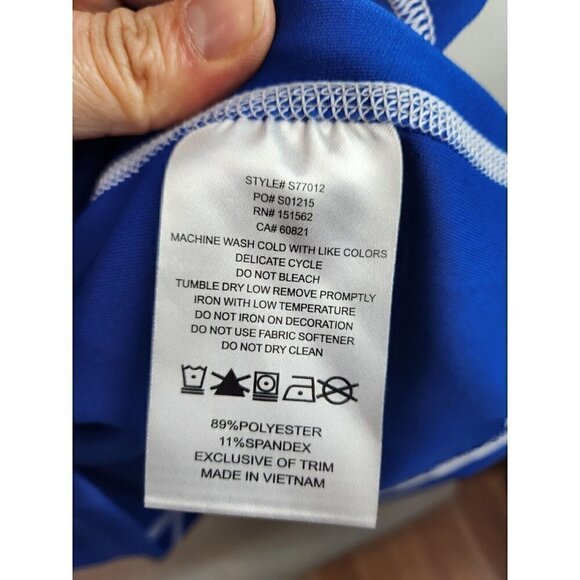 STYLE# S77012
PO# S01215
RN# 151562
CA# 60821
MACHINE WASH COLD WITH LIKE COLORS
DELICATE CYCLE
DO NOT BLEACH
TUMBLE DRY LOW REMOVE PROMPTLY
IRON WITH LOW TEMPERATURE
DO NOT IRON ON DECORATION
DO NOT USE FABRIC SOFTENER
DO NOT DRY CLEAN
89%POLYESTER
11%SPANDEX
EXCLUSIVE OF TRIM
MADE IN VIETNAM